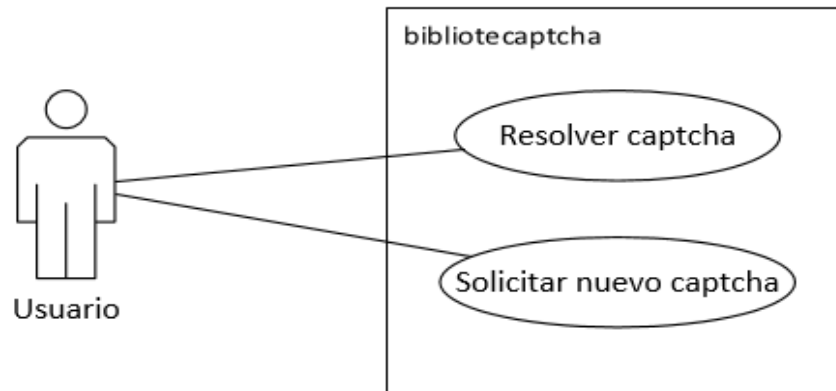 bibliotecaptcha
Resolver captcha
Solicitar nuevo captcha
Usuario